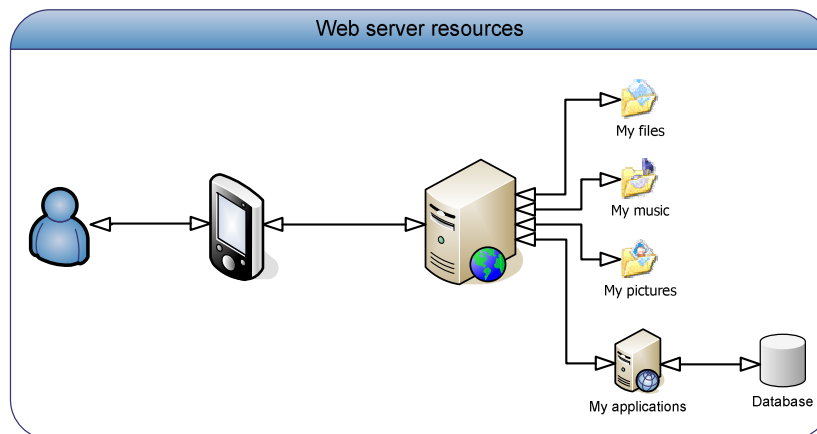 Web server resources
My files
My music
My pictures
My applications
Database